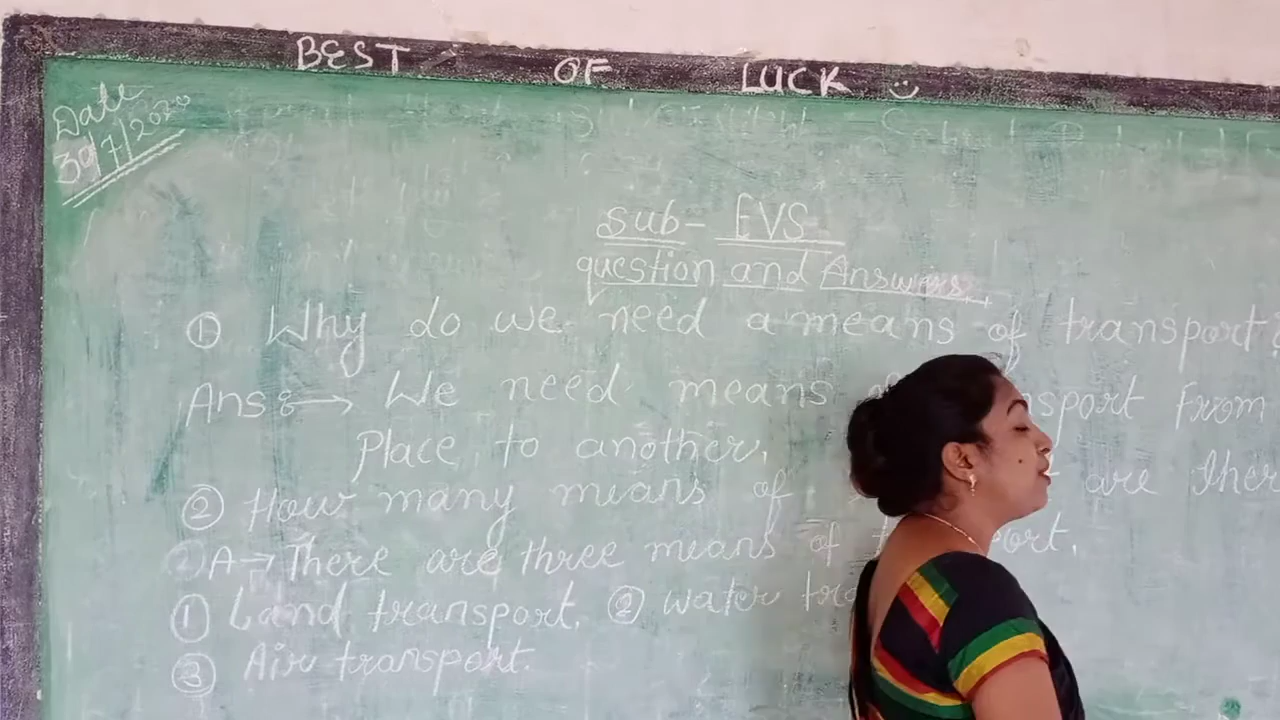 BEST OF LUCK
Date
30/7/2020
Sub- EVS
question and Answers
① Why do we need a means of transport?
Ans :→ We need means from
Place, to another,
② How many means of are
A→ There are three means of
① Land transport, ② water
③ Air transport.